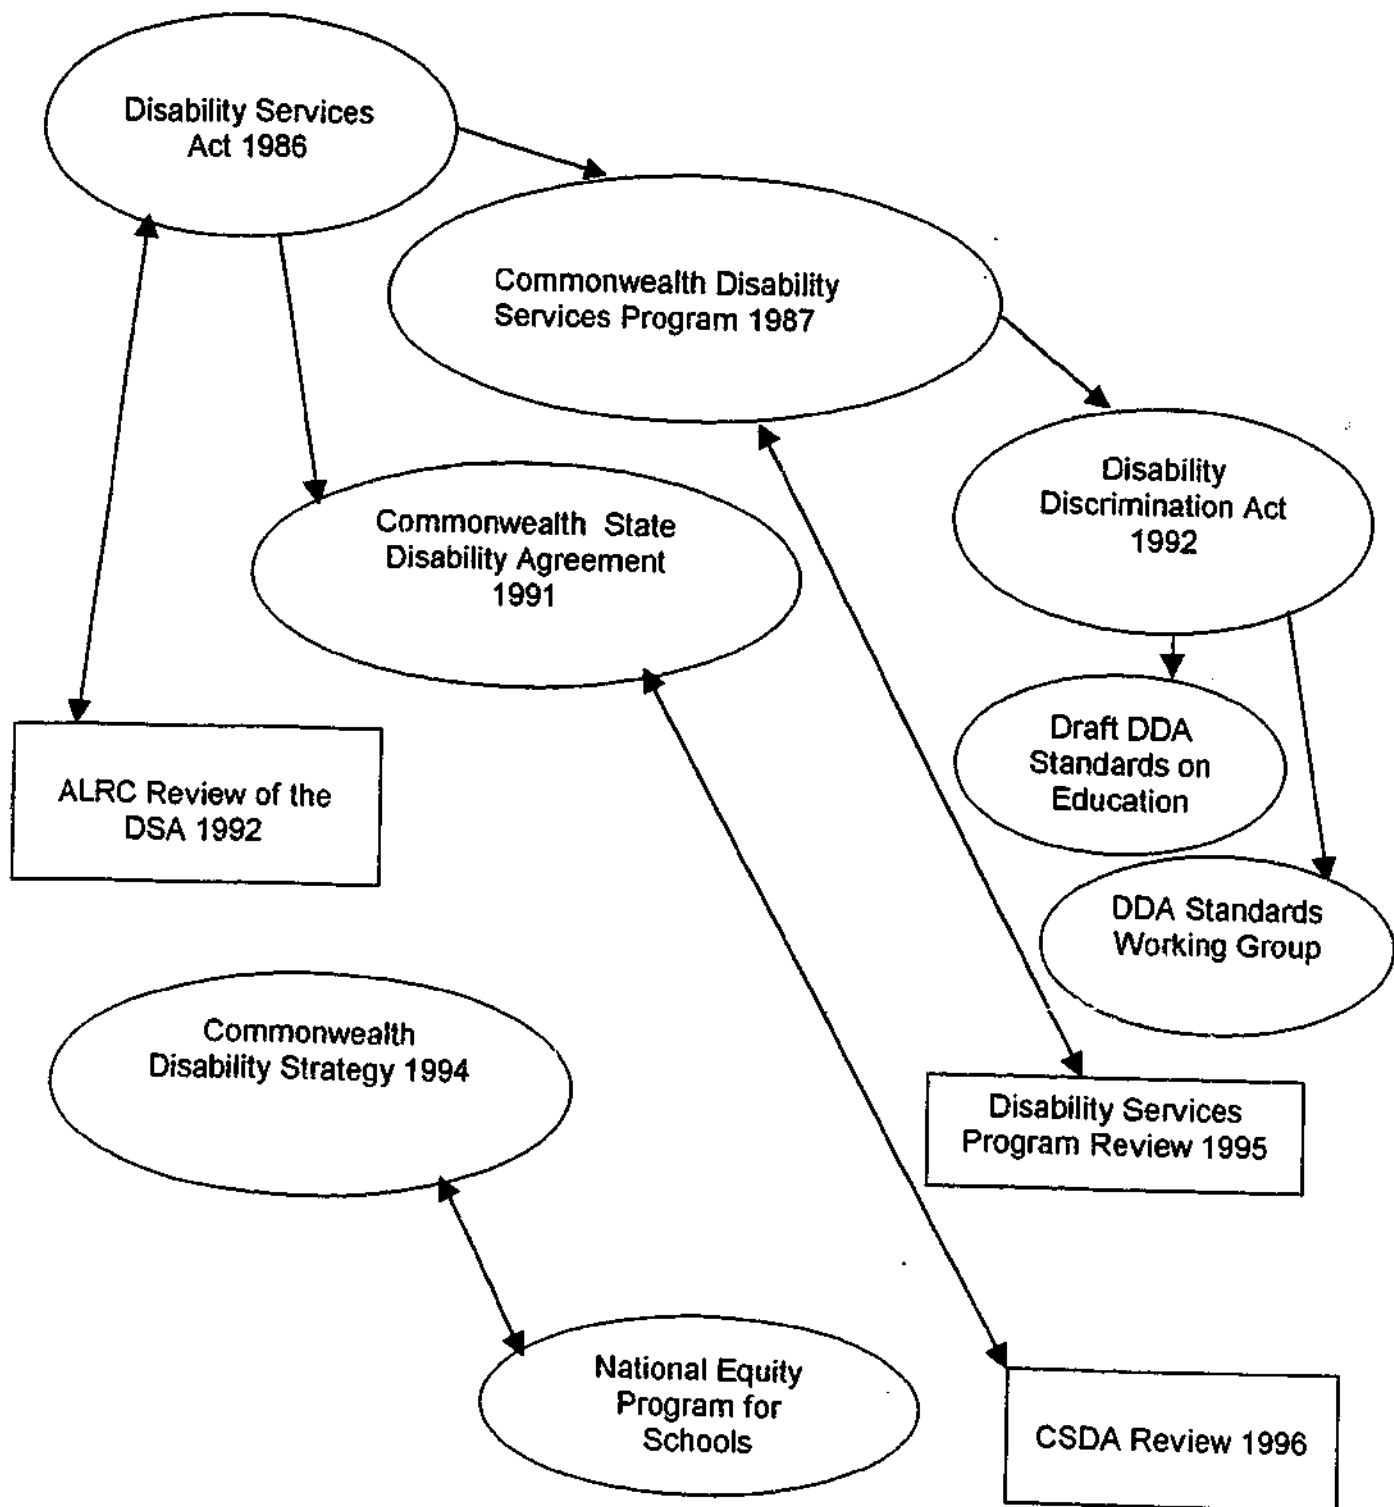 Disability Services
Act 1986
Commonwealth Disability
Services Program 1987
Disability
Discrimination Act
1992
Commonwealth State
Disability Agreement
1991
Draft DDA
Standards on
Education
ALRC Review of the
DSA 1992
DDA Standards
Working Group
Commonwealth
Disability Strategy 1994
Disability Services
Program Review 1995
National Equity
Program for
Schools
CSDA Review 1996